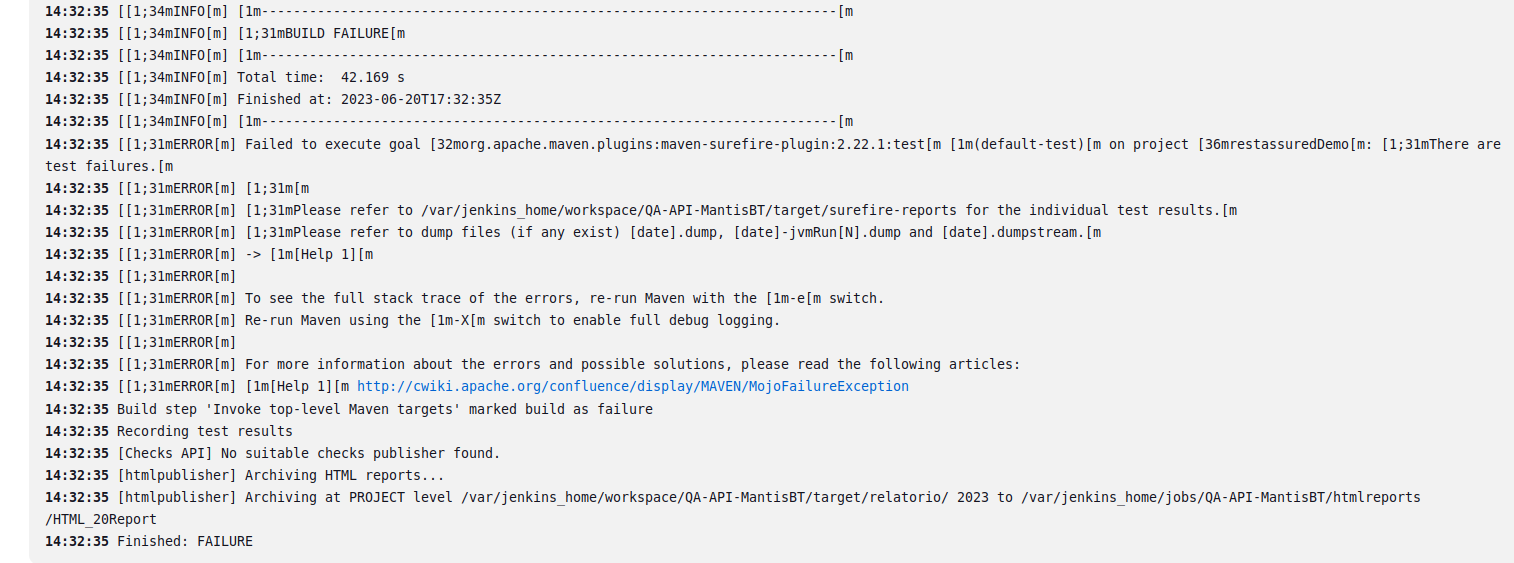 14:32:35 [[1;34mINFO[m] [1m------------------------------------------------------------------------[m
14:32:35 [[1;34mINFO[m] [1;31mBUILD FAILURE[m
14:32:35 [[1;34mINFO[m] [1m------------------------------------------------------------------------[m
14:32:35 [[1;34mINFO[m] Total time:  42.169 s
14:32:35 [[1;34mINFO[m] Finished at: 2023-06-20T17:32:35Z
14:32:35 [[1;34mINFO[m] [1m------------------------------------------------------------------------[m
14:32:35 [[1;31mERROR[m] Failed to execute goal [32morg.apache.maven.plugins:maven-surefire-plugin:2.22.1:test[m [1m(default-test)[m on project [36mrestassuredDemo[m: [1;31mThere are
test failures.[m
14:32:35 [[1;31mERROR[m] [1;31m[m
14:32:35 [[1;31mERROR[m] [1;31mPlease refer to /var/jenkins_home/workspace/QA-API-MantisBT/target/surefire-reports for the individual test results.[m
14:32:35 [[1;31mERROR[m] [1;31mPlease refer to dump files (if any exist) [date].dump, [date]-jvmRun[N].dump and [date].dumpstream.[m
14:32:35 [[1;31mERROR[m] -> [1m[Help 1][m
14:32:35 [[1;31mERROR[m]
14:32:35 [[1;31mERROR[m] To see the full stack trace of the errors, re-run Maven with the [1m-e[m switch.
14:32:35 [[1;31mERROR[m] Re-run Maven using the [1m-X[m switch to enable full debug logging.
14:32:35 [[1;31mERROR[m]
14:32:35 [[1;31mERROR[m] For more information about the errors and possible solutions, please read the following articles:
14:32:35 [[1;31mERROR[m] [1m[Help 1][m http://cwiki.apache.org/confluence/display/MAVEN/MojoFailureException
14:32:35 Build step 'Invoke top-level Maven targets' marked build as failure
14:32:35 Recording test results
14:32:35 [Checks API] No suitable checks publisher found.
14:32:35 [htmlpublisher] Archiving HTML reports...
14:32:35 [htmlpublisher] Archiving at PROJECT level /var/jenkins_home/workspace/QA-API-MantisBT/target/relatorio/ 2023 to /var/jenkins_home/jobs/QA-API-MantisBT/htmlreports
/HTML_20Report
14:32:35 Finished: FAILURE